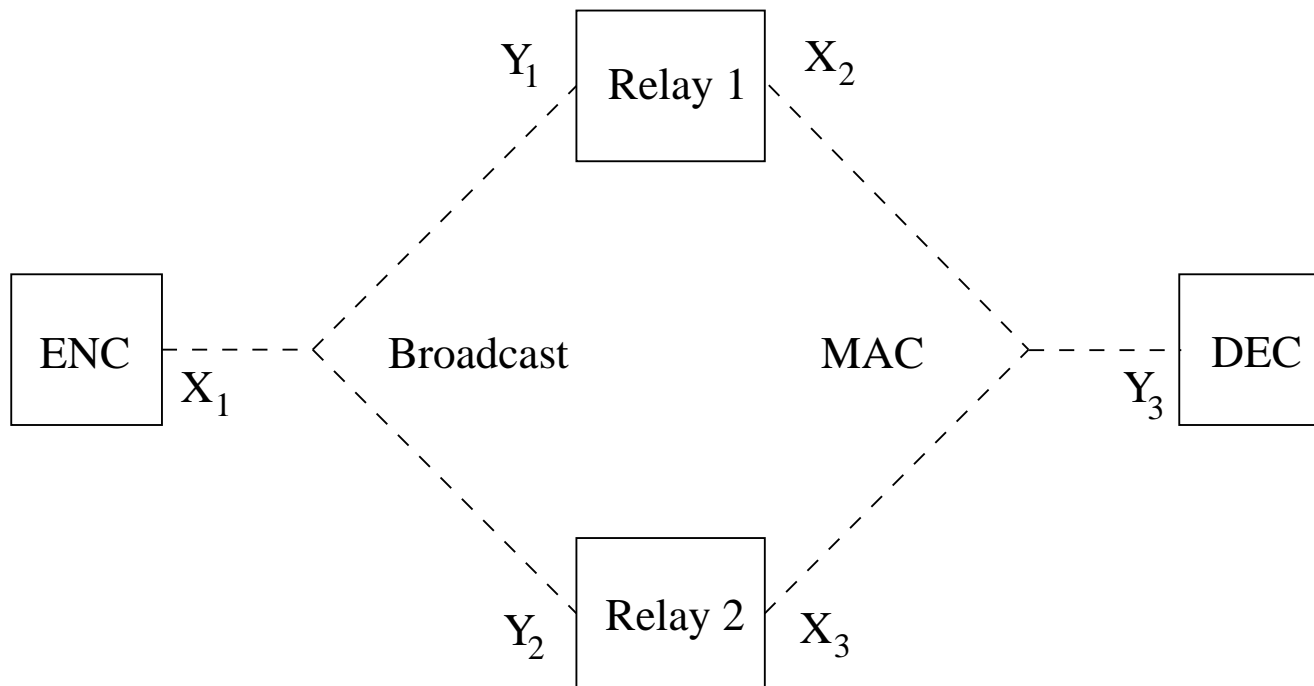 Y1
Relay 1
X2
ENC
X1
Broadcast
MAC
Y3
DEC
Y2
Relay 2
X3